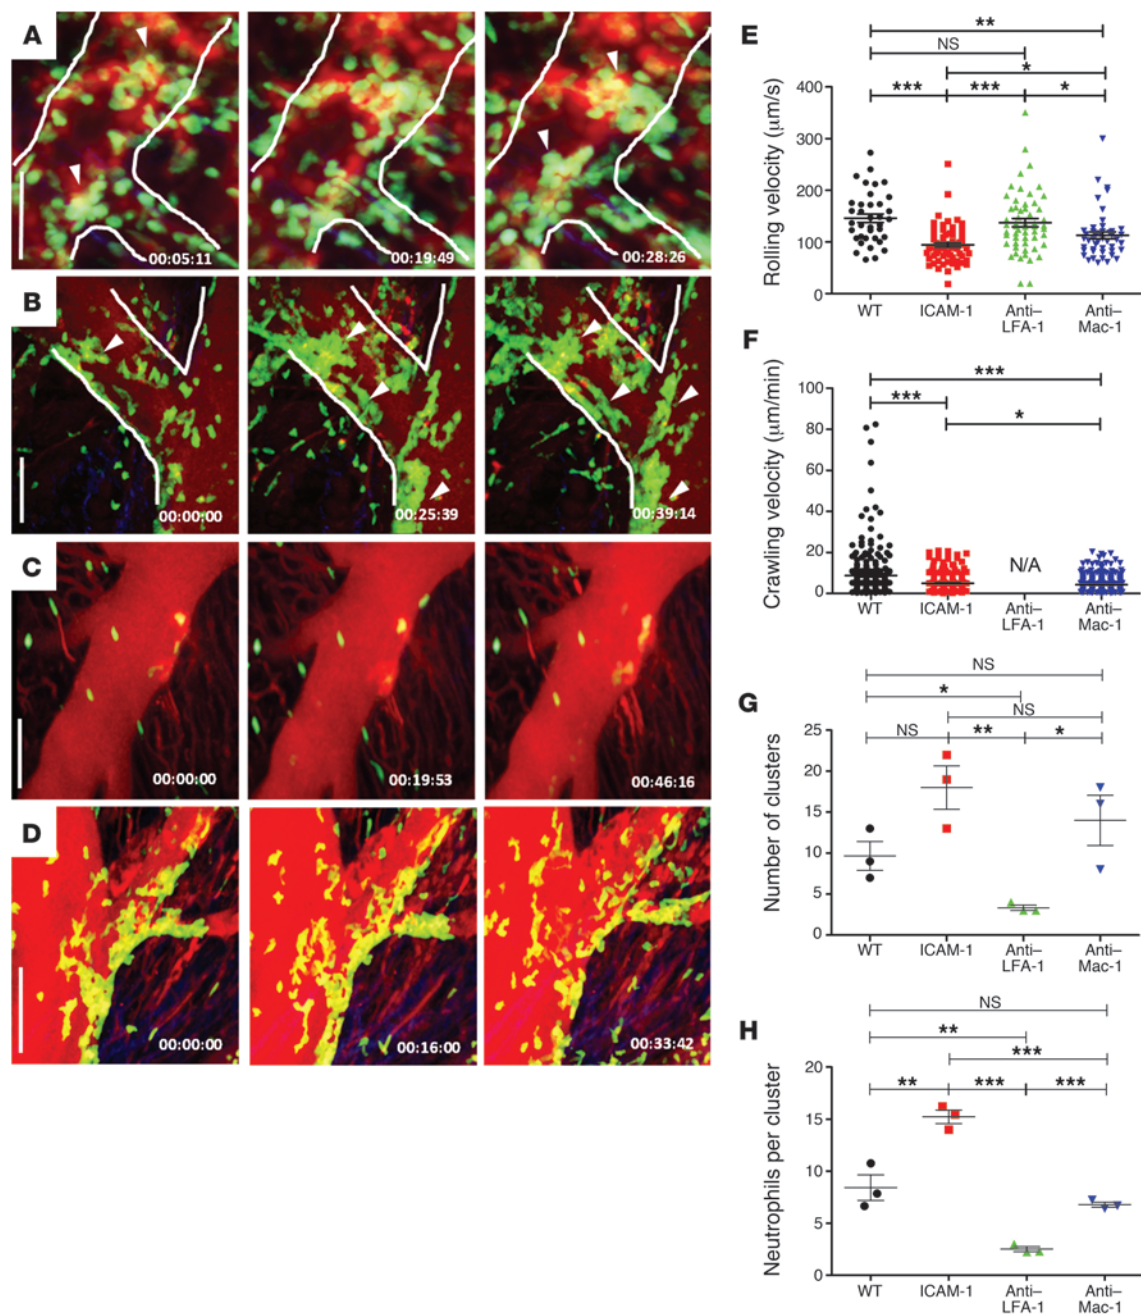 A
00:05:11
00:19:49
00:28:26
B
00:00:00
00:25:39
00:39:14
C
00:00:00
00:19:53
00:46:16
D
00:00:00
00:16:00
00:33:42
E
**
NS
*
*** *** *
Rolling velocity (μm/s)
400
300
200
100
0
WT ICAM-1 Anti– Anti–
LFA-1 Mac-1
F
***
***
*
Crawling velocity (μm/min)
100
80
60
40
20
0
N/A
WT ICAM-1 Anti– Anti–
LFA-1 Mac-1
G
NS
*
NS
NS ** *
Number of clusters
25
20
15
10
5
0
WT ICAM-1 Anti– Anti–
LFA-1 Mac-1
H
NS
**
***
** *** ***
Neutrophils per cluster
20
15
10
5
0
WT ICAM-1 Anti– Anti–
LFA-1 Mac-1